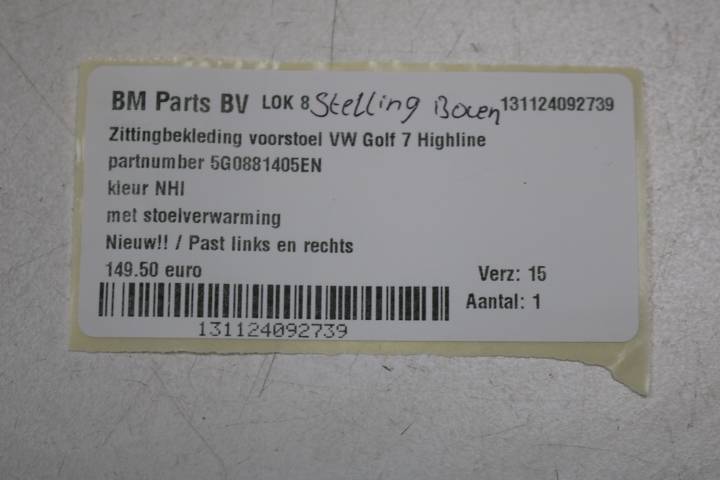 BM Parts BV LOK 8 Stelling Boven 131124092739
Zittingbekleding voorstoel VW Golf 7 Highline
partnumber 5G0881405EN
kleur NHI
met stoelverwarming
Nieuw!! / Past links en rechts
149.50 euro Verz: 15
Aantal: 1
131124092739